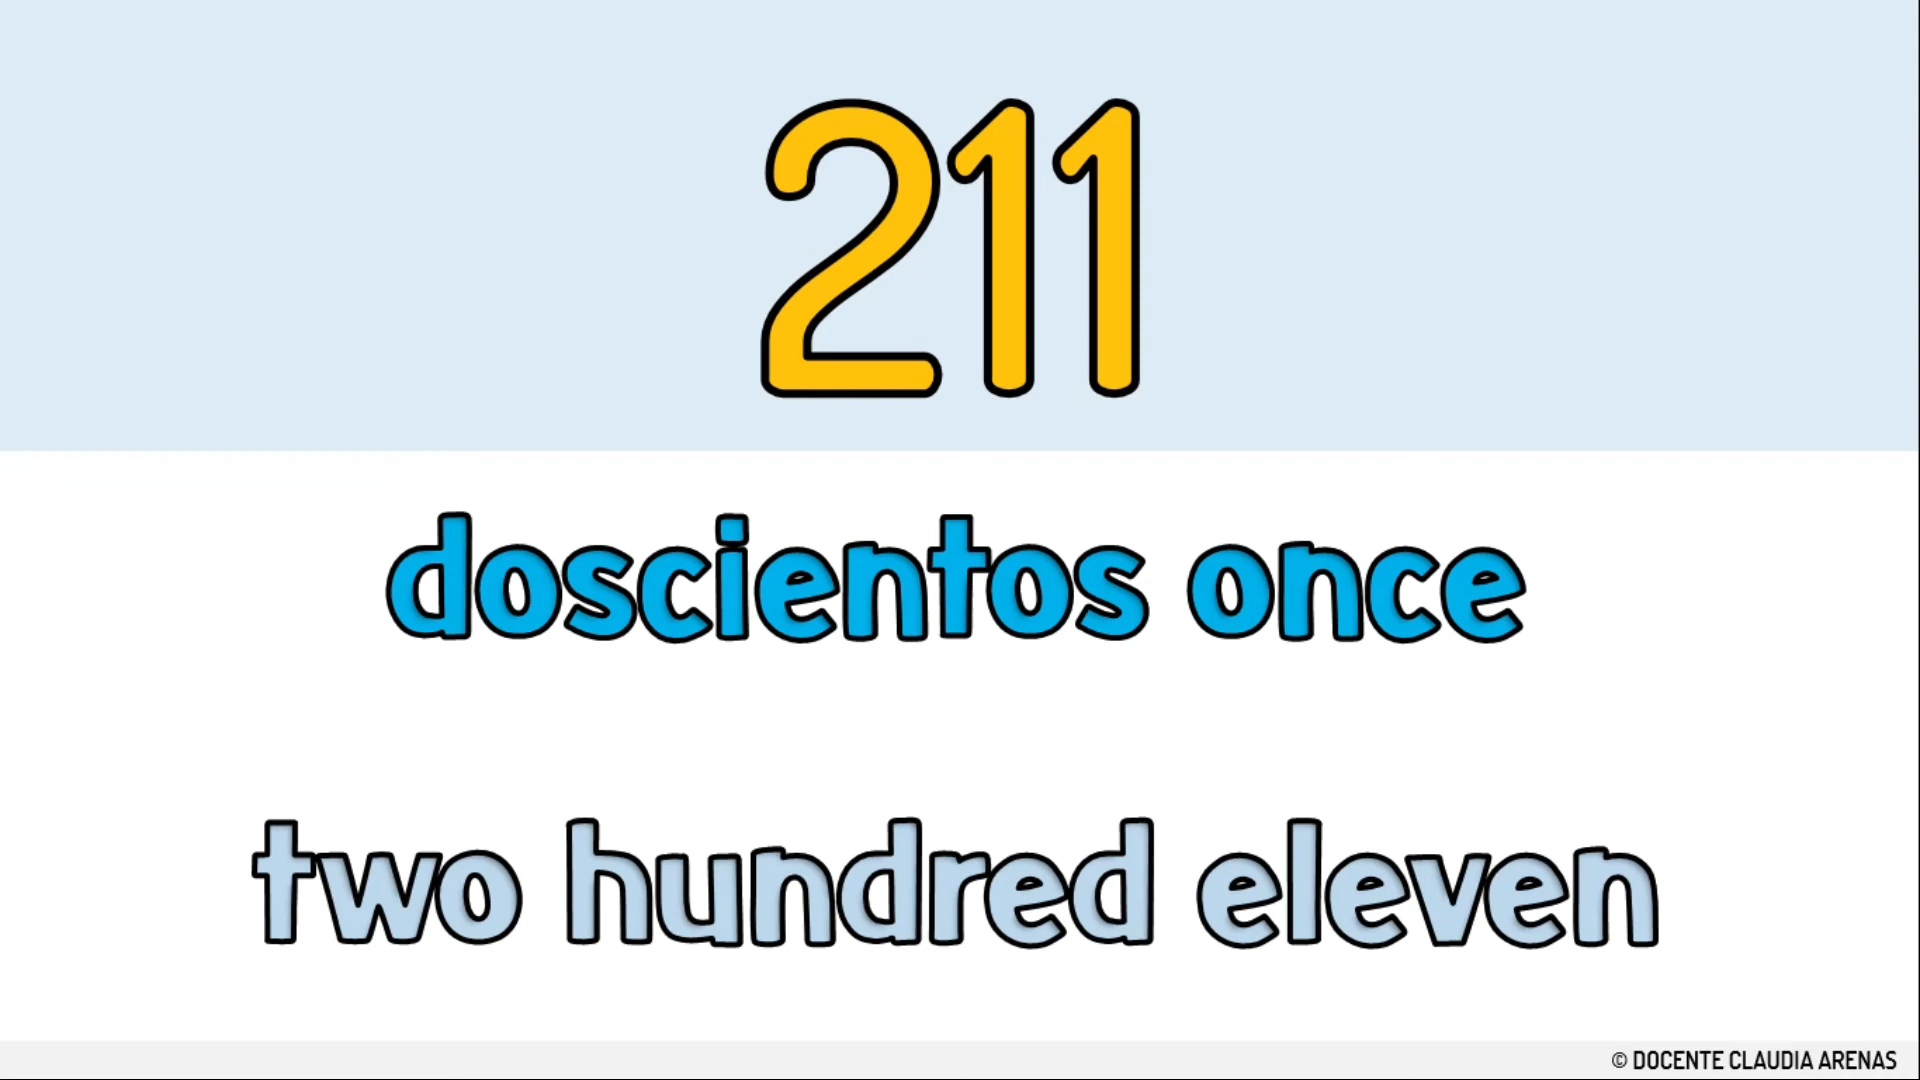 211
doscientos once
two hundred eleven
© DOCENTE CLAUDIA ARENAS